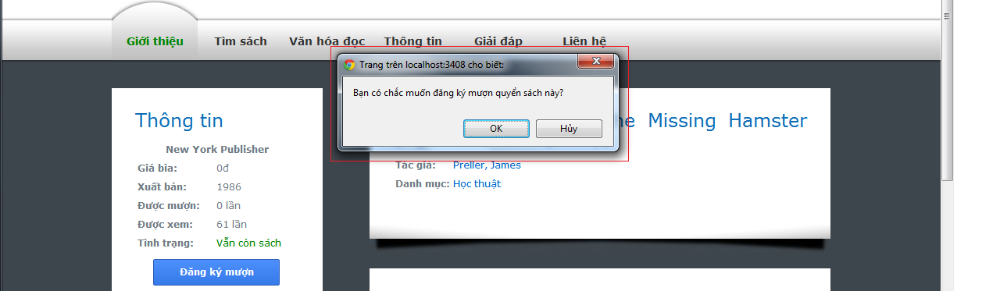 Giới thiệu Tìm sách Văn hóa đọc Thông tin Giải đáp Liên hệ
Trang trên localhost:3408 cho biết:
Bạn có chắc muốn đăng ký mượn quyển sách này?
OK Hủy
Thông tin
New York Publisher
Giá bìa: 0đ
Xuất bản: 1986
Được mượn: 0 lần
Được xem: 61 lần
Tình trạng: Vẫn còn sách
Đăng ký mượn
Missing Hamster
Tác giả: Preller, James
Danh mục: Học thuật